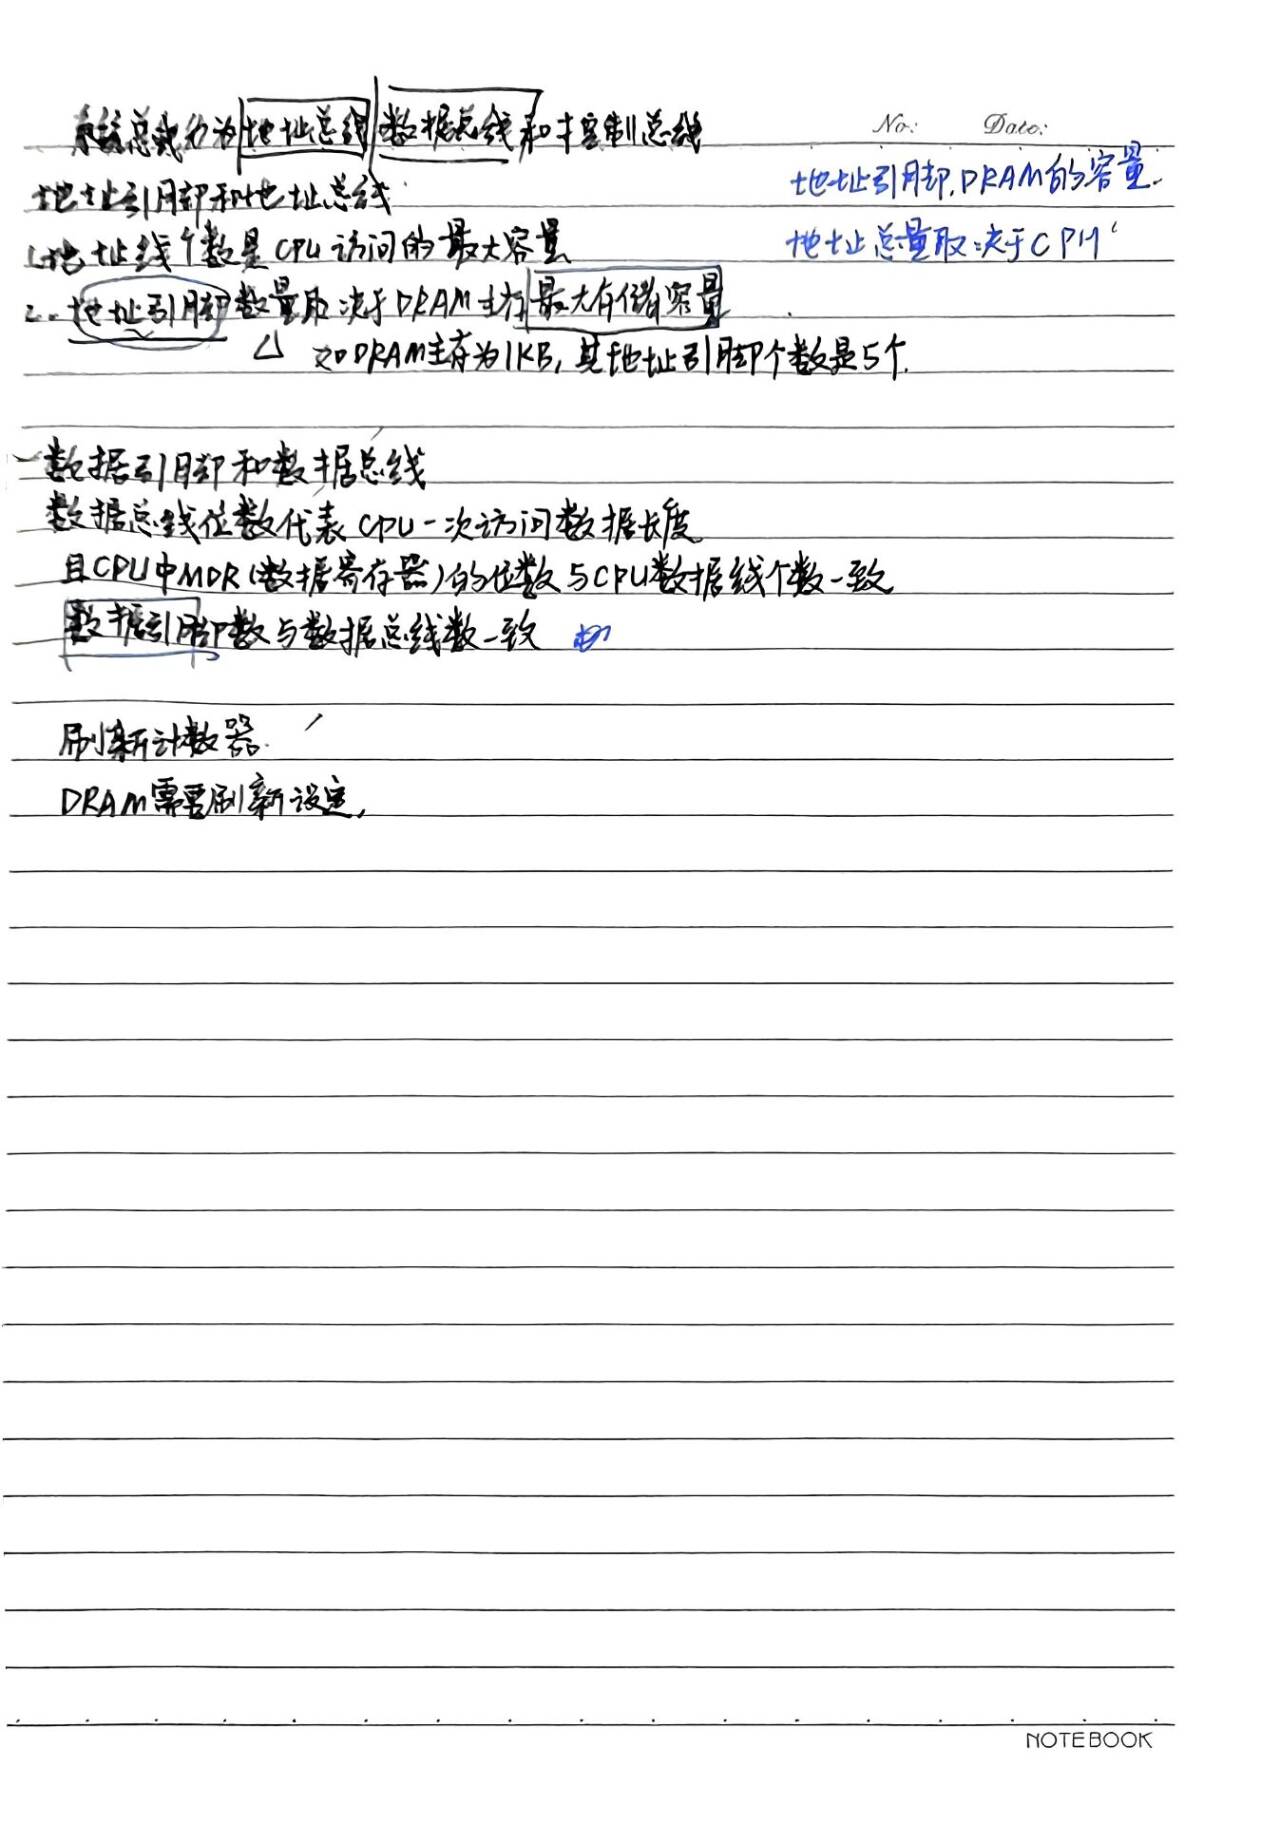 系统总线分为地址总线 数据总线和控制总线
No: Date:
地址引脚和地址总线
地址引脚,DRAM的容量.
1.地址线个数是CPU访问的最大容量
地址总量取决于CPU
2.地址引脚数量取决于DRAM主存最大存储容量
△ 如DRAM主存为1KB,其地址引脚个数是5个.
数据引脚和数据总线
数据总线位数代表CPU一次访问数据长度
且CPU中MDR(数据寄存器)的位数与CPU数据线个数一致
数据引脚数与数据总线数一致
刷新计数器.
DRAM需要刷新设定,
NOTEBOOK